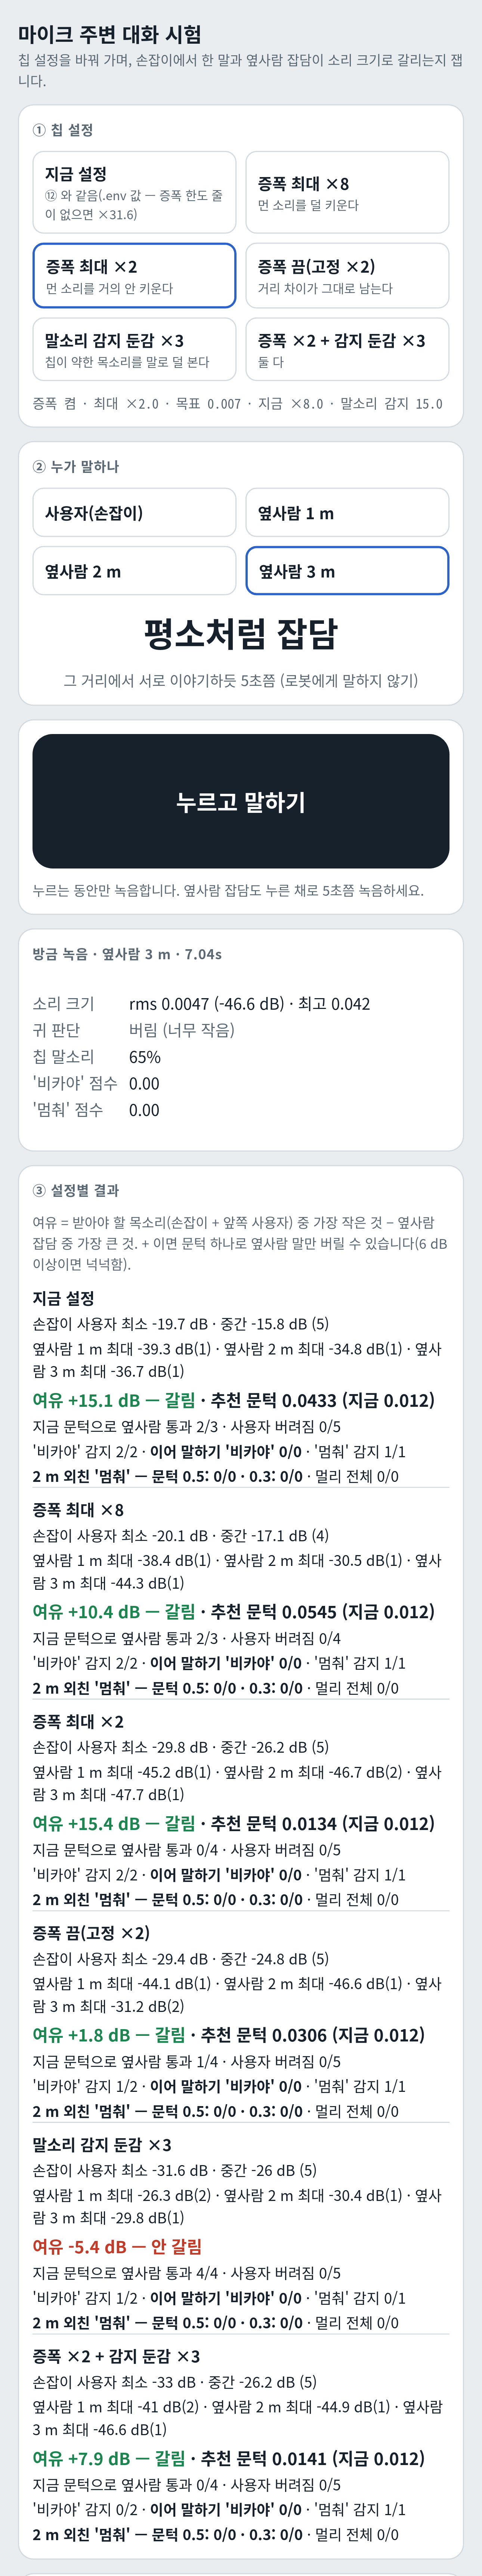 마이크 주변 대화 시험
칩 설정을 바꿔 가며, 손잡이에서 한 말과 옆사람 잡담이 소리 크기로 갈리는지 잽
니다.
① 칩 설정
지금 설정
⑫ 와 같음(.env 값 — 증폭 한도 줄
이 없으면 ×31.6)
증폭 최대 ×8
먼 소리를 덜 키운다
증폭 최대 ×2
먼 소리를 거의 안 키운다
증폭 끔(고정 ×2)
거리 차이가 그대로 남는다
말소리 감지 둔감 ×3
칩이 약한 목소리를 말로 덜 본다
증폭 ×2 + 감지 둔감 ×3
둘 다
증폭 켬 · 최대 ×2.0 · 목표 0.007 · 지금 ×8.0 · 말소리 감지 15.0
② 누가 말하나
사용자(손잡이)
옆사람 1 m
옆사람 2 m
옆사람 3 m
평소처럼 잡담
그 거리에서 서로 이야기하듯 5초쯤 (로봇에게 말하지 않기)
누르고 말하기
누르는 동안만 녹음합니다. 옆사람 잡담도 누른 채로 5초쯤 녹음하세요.
방금 녹음 · 옆사람 3 m · 7.04s
소리 크기 rms 0.0047 (-46.6 dB) · 최고 0.042
귀 판단 버림 (너무 작음)
칩 말소리 65%
'비카야' 점수 0.00
'멈춰' 점수 0.00
③ 설정별 결과
여유 = 받아야 할 목소리(손잡이 + 앞쪽 사용자) 중 가장 작은 것 − 옆사람
잡담 중 가장 큰 것. + 이면 문턱 하나로 옆사람 말만 버릴 수 있습니다(6 dB
이상이면 넉넉함).
지금 설정
손잡이 사용자 최소 -19.7 dB · 중간 -15.8 dB (5)
옆사람 1 m 최대 -39.3 dB(1) · 옆사람 2 m 최대 -34.8 dB(1) · 옆사
람 3 m 최대 -36.7 dB(1)
여유 +15.1 dB — 갈림 · 추천 문턱 0.0433 (지금 0.012)
지금 문턱으로 옆사람 통과 2/3 · 사용자 버려짐 0/5
'비카야' 감지 2/2 · 이어 말하기 '비카야' 0/0 · '멈춰' 감지 1/1
2 m 외친 '멈춰' — 문턱 0.5: 0/0 · 0.3: 0/0 · 멀리 전체 0/0
증폭 최대 ×8
손잡이 사용자 최소 -20.1 dB · 중간 -17.1 dB (4)
옆사람 1 m 최대 -38.4 dB(1) · 옆사람 2 m 최대 -30.5 dB(1) · 옆사
람 3 m 최대 -44.3 dB(1)
여유 +10.4 dB — 갈림 · 추천 문턱 0.0545 (지금 0.012)
지금 문턱으로 옆사람 통과 2/3 · 사용자 버려짐 0/4
'비카야' 감지 2/2 · 이어 말하기 '비카야' 0/0 · '멈춰' 감지 1/1
2 m 외친 '멈춰' — 문턱 0.5: 0/0 · 0.3: 0/0 · 멀리 전체 0/0
증폭 최대 ×2
손잡이 사용자 최소 -29.8 dB · 중간 -26.2 dB (5)
옆사람 1 m 최대 -45.2 dB(1) · 옆사람 2 m 최대 -46.7 dB(2) · 옆사
람 3 m 최대 -47.7 dB(1)
여유 +15.4 dB — 갈림 · 추천 문턱 0.0134 (지금 0.012)
지금 문턱으로 옆사람 통과 0/4 · 사용자 버려짐 0/5
'비카야' 감지 2/2 · 이어 말하기 '비카야' 0/0 · '멈춰' 감지 1/1
2 m 외친 '멈춰' — 문턱 0.5: 0/0 · 0.3: 0/0 · 멀리 전체 0/0
증폭 끔(고정 ×2)
손잡이 사용자 최소 -29.4 dB · 중간 -24.8 dB (5)
옆사람 1 m 최대 -44.1 dB(1) · 옆사람 2 m 최대 -46.6 dB(1) · 옆사
람 3 m 최대 -31.2 dB(2)
여유 +1.8 dB — 갈림 · 추천 문턱 0.0306 (지금 0.012)
지금 문턱으로 옆사람 통과 1/4 · 사용자 버려짐 0/5
'비카야' 감지 1/2 · 이어 말하기 '비카야' 0/0 · '멈춰' 감지 1/1
2 m 외친 '멈춰' — 문턱 0.5: 0/0 · 0.3: 0/0 · 멀리 전체 0/0
말소리 감지 둔감 ×3
손잡이 사용자 최소 -31.6 dB · 중간 -26 dB (5)
옆사람 1 m 최대 -26.3 dB(2) · 옆사람 2 m 최대 -30.4 dB(1) · 옆사
람 3 m 최대 -29.8 dB(1)
여유 -5.4 dB — 안 갈림
지금 문턱으로 옆사람 통과 4/4 · 사용자 버려짐 0/5
'비카야' 감지 1/2 · 이어 말하기 '비카야' 0/0 · '멈춰' 감지 0/1
2 m 외친 '멈춰' — 문턱 0.5: 0/0 · 0.3: 0/0 · 멀리 전체 0/0
증폭 ×2 + 감지 둔감 ×3
손잡이 사용자 최소 -33 dB · 중간 -26.2 dB (5)
옆사람 1 m 최대 -41 dB(2) · 옆사람 2 m 최대 -44.9 dB(1) · 옆사람
3 m 최대 -46.6 dB(1)
여유 +7.9 dB — 갈림 · 추천 문턱 0.0141 (지금 0.012)
지금 문턱으로 옆사람 통과 0/4 · 사용자 버려짐 0/5
'비카야' 감지 0/2 · 이어 말하기 '비카야' 0/0 · '멈춰' 감지 1/1
2 m 외친 '멈춰' — 문턱 0.5: 0/0 · 0.3: 0/0 · 멀리 전체 0/0